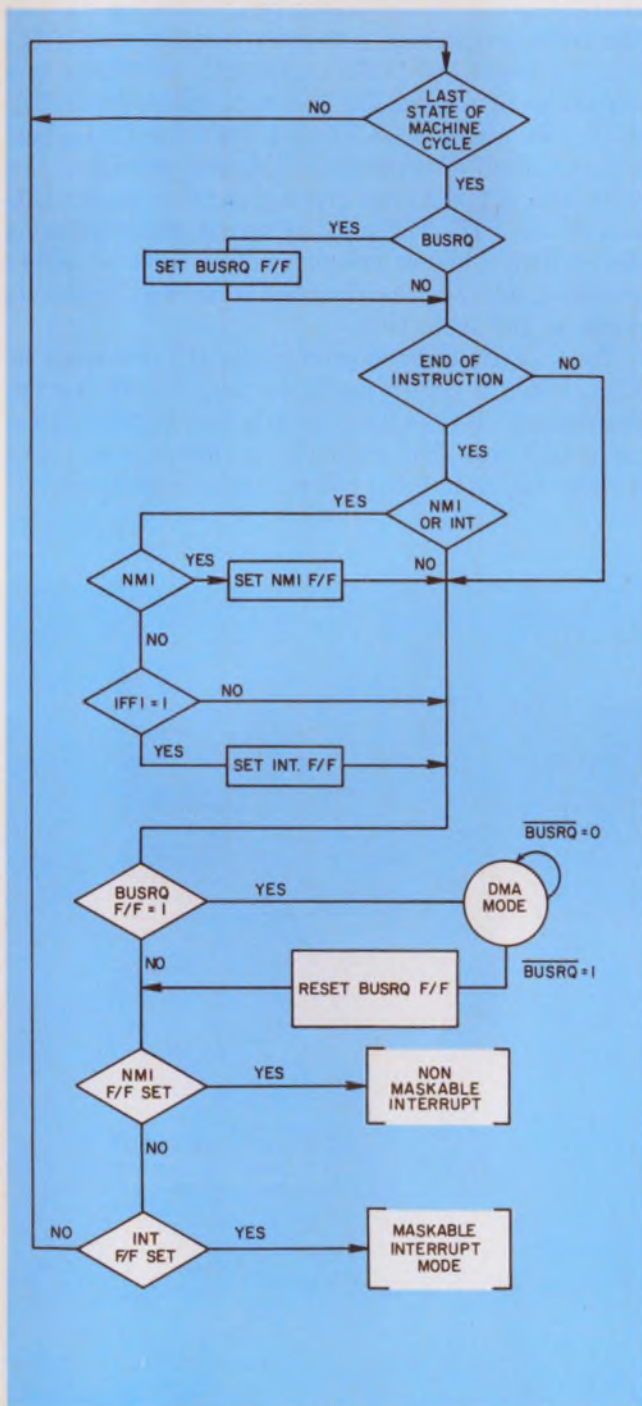 LAST
STATE OF
MACHINE
CYCLE
NO
YES
BUSRQ
YES
SET BUSRQ F/F
NO
END OF
INSTRUCTION
NO
YES
NMI
OR INT
YES
NO
NMI
YES
SET NMI F/F
NO
IFF1 = 1
NO
YES
SET INT. F/F
BUSRQ
F/F = 1
YES
DMA
MODE
BUSRQ = 0
NO
RESET BUSRQ F/F
BUSRQ = 1
NMI
F/F SET
YES
NON
MASKABLE
INTERRUPT
NO
NO
INT
F/F SET
YES
MASKABLE
INTERRUPT
MODE